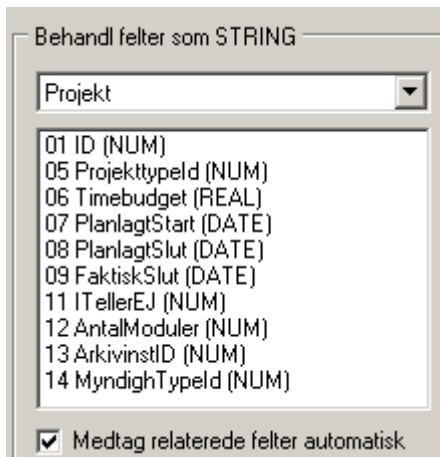 Behandl felter som STRING
Projekt
01 ID (NUM)
05 ProjekttypeId (NUM)
06 Timebudget (REAL)
07 PlanlagtStart (DATE)
08 PlanlagtSlut (DATE)
09 FaktiskSlut (DATE)
11 ITellerEJ (NUM)
12 AntalModuler (NUM)
13 ArkivinstID (NUM)
14 MyndighTypeId (NUM)
Medtag relaterede felter automatisk